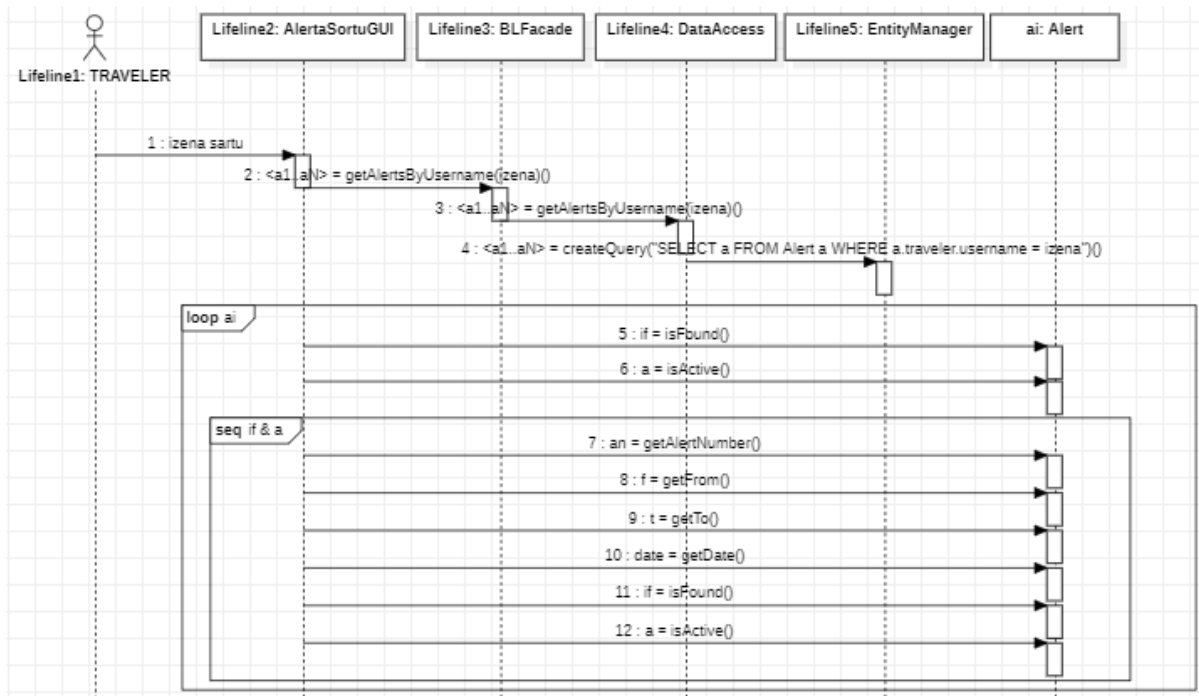 Lifeline1: TRAVELER
Lifeline2: AlertaSortuGUI
Lifeline3: BLFacade
Lifeline4: DataAccess
Lifeline5: EntityManager
ai: Alert
1 : izena sartu
2 : <a1..aN> = getAlertsByUsername(izena)()
3 : <a1..aN> = getAlertsByUsername(izena)()
4 : <a1..aN> = createQuery("SELECT a FROM Alert a WHERE a.traveler.username = izena")()
loop ai
5 : if = isFound()
6 : a = isActive()
seq if & a
7 : an = getAlertNumber()
8 : f = getFrom()
9 : t = getTo()
10 : date = getDate()
11 : if = isFound()
12 : a = isActive()